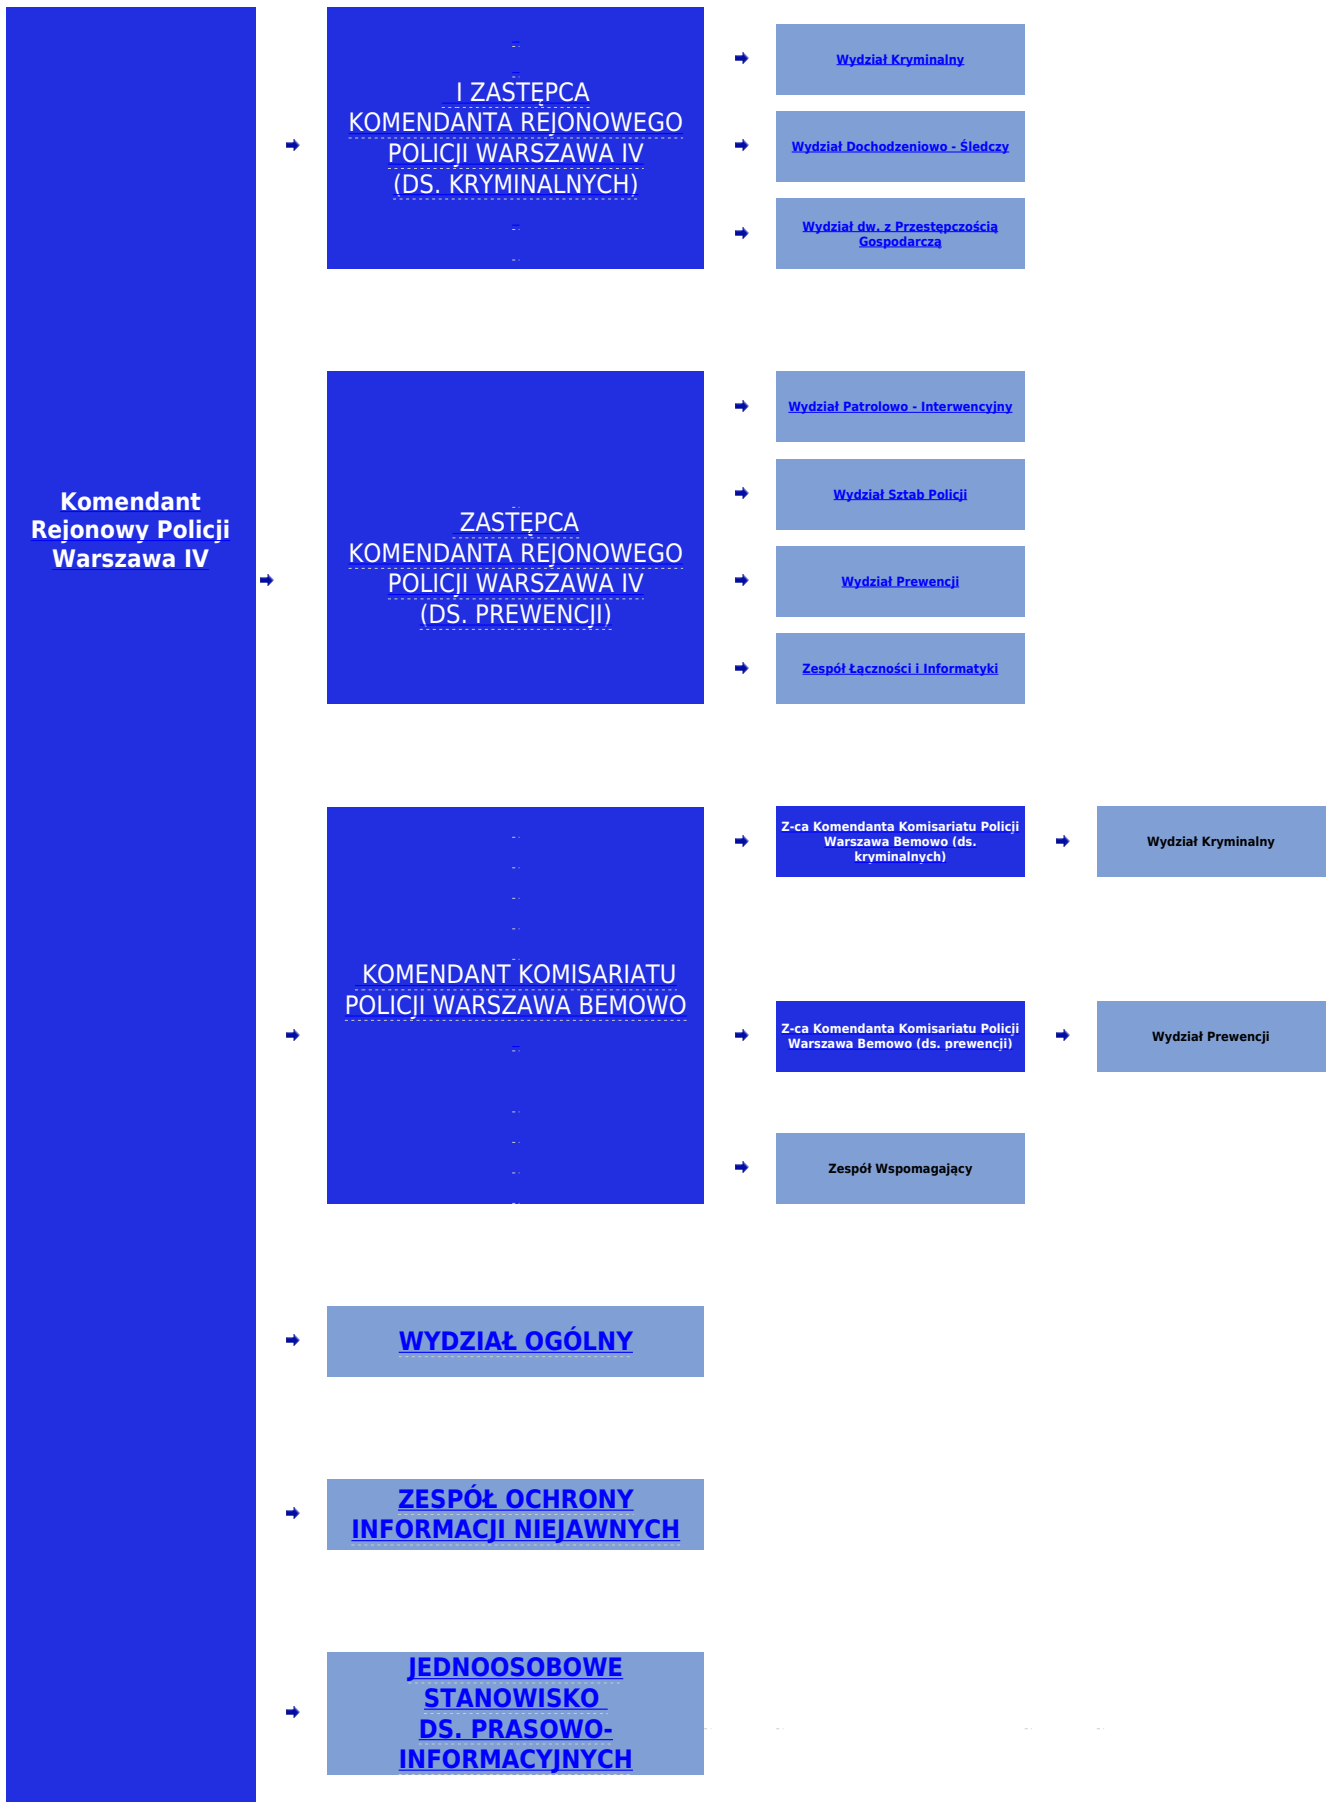 Komendant
Rejonowy Policji
Warszawa IV
I ZASTĘPCA
KOMENDANTA REJONOWEGO
POLICJI WARSZAWA IV
(DS. KRYMINALNYCH)
Wydział Kryminalny
Wydział Dochodzeniowo - Śledczy
Wydział dw. z Przestępczością
Gospodarczą
ZASTĘPCA
KOMENDANTA REJONOWEGO
POLICJI WARSZAWA IV
(DS. PREWENCJI)
Wydział Patrolowo - Interwencyjny
Wydział Sztab Policji
Wydział Prewencji
Zespół Łączności i Informatyki
KOMENDANT KOMISARIATU
POLICJI WARSZAWA BEMOWO
Z-ca Komendanta Komisariatu Policji
Warszawa Bemowo (ds.
kryminalnych)
Wydział Kryminalny
Z-ca Komendanta Komisariatu Policji
Warszawa Bemowo (ds. prewencji)
Wydział Prewencji
Zespół Wspomagający
WYDZIAŁ OGÓLNY
ZESPÓŁ OCHRONY
INFORMACJI NIEJAWNYCH
JEDNOOSOBOWE
STANOWISKO
DS. PRASOWO-
INFORMACYJNYCH